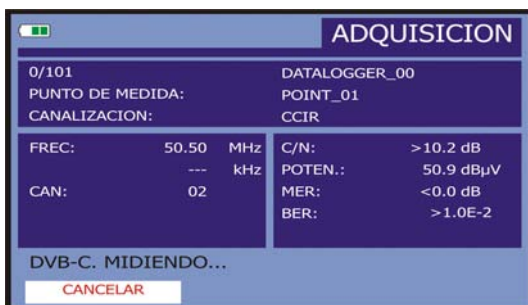 ADQUISICION
0/101 DATALOGGER_00
PUNTO DE MEDIDA: POINT_01
CANALIZACION: CCIR
FREC: 50.50 MHz
--- kHz
CAN: 02
C/N: >10.2 dB
POTEN.: 50.9 dBµV
MER: <0.0 dB
BER: >1.0E-2
DVB-C. MIDIENDO...
CANCELAR